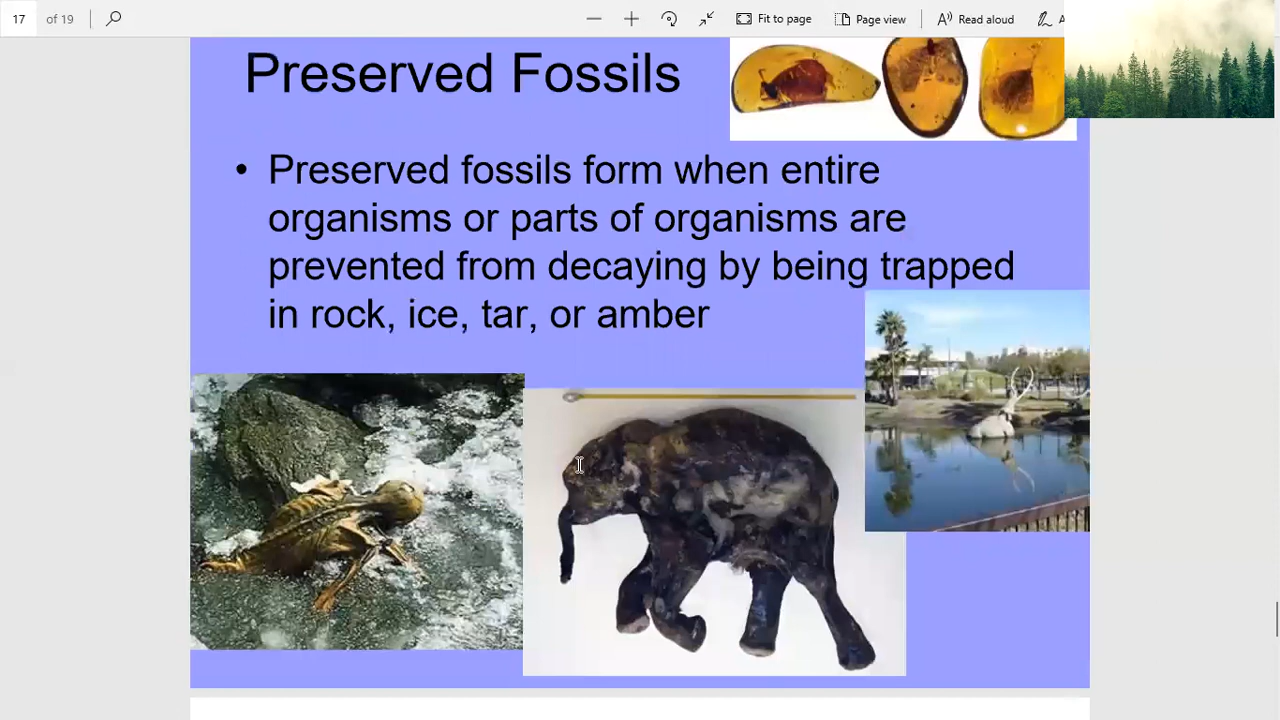 17 of 19
Fit to page
Page view
Read aloud
Preserved Fossils
• Preserved fossils form when entire
organisms or parts of organisms are
prevented from decaying by being trapped
in rock, ice, tar, or amber